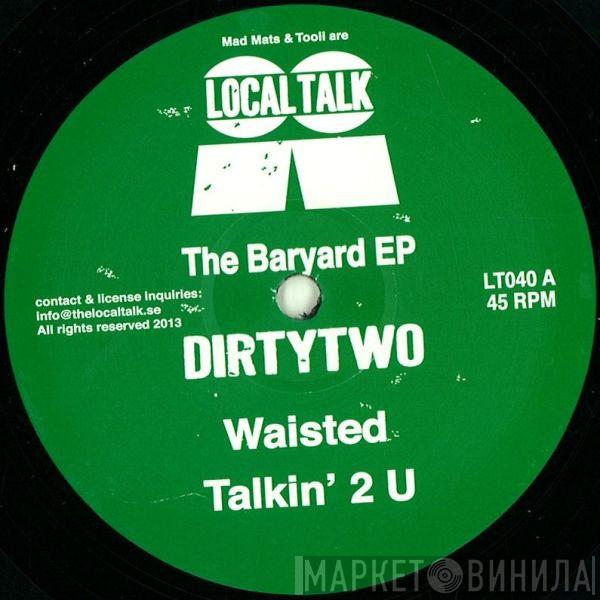 Mad Mats & Tooli are
LOCAL TALK
The Baryard EP
LT040 A
45 RPM
contact & license inquiries:
info@thelocaltalk.se
All rights reserved 2013
DIRTYTWO
Waisted
Talkin' 2 U
МАРКЕТ ВИНИЛА